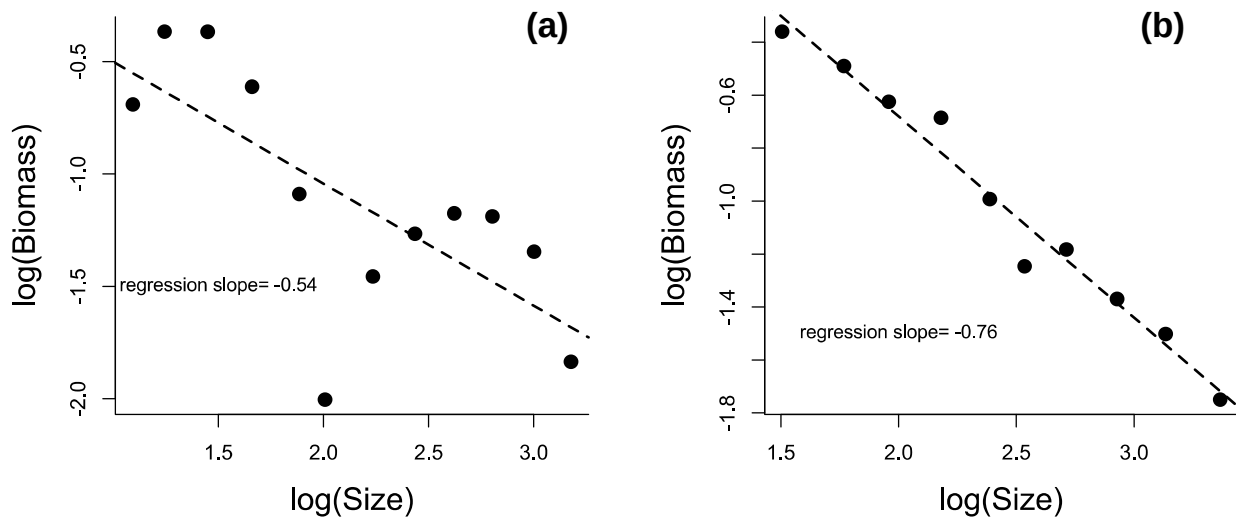 (a)
log(Biomass)
-0.5
-1.0
-1.5
-2.0
regression slope= -0.54
1.5 2.0 2.5 3.0
log(Size)
(b)
log(Biomass)
-0.6
-1.0
-1.4
-1.8
regression slope= -0.76
1.5 2.0 2.5 3.0
log(Size)